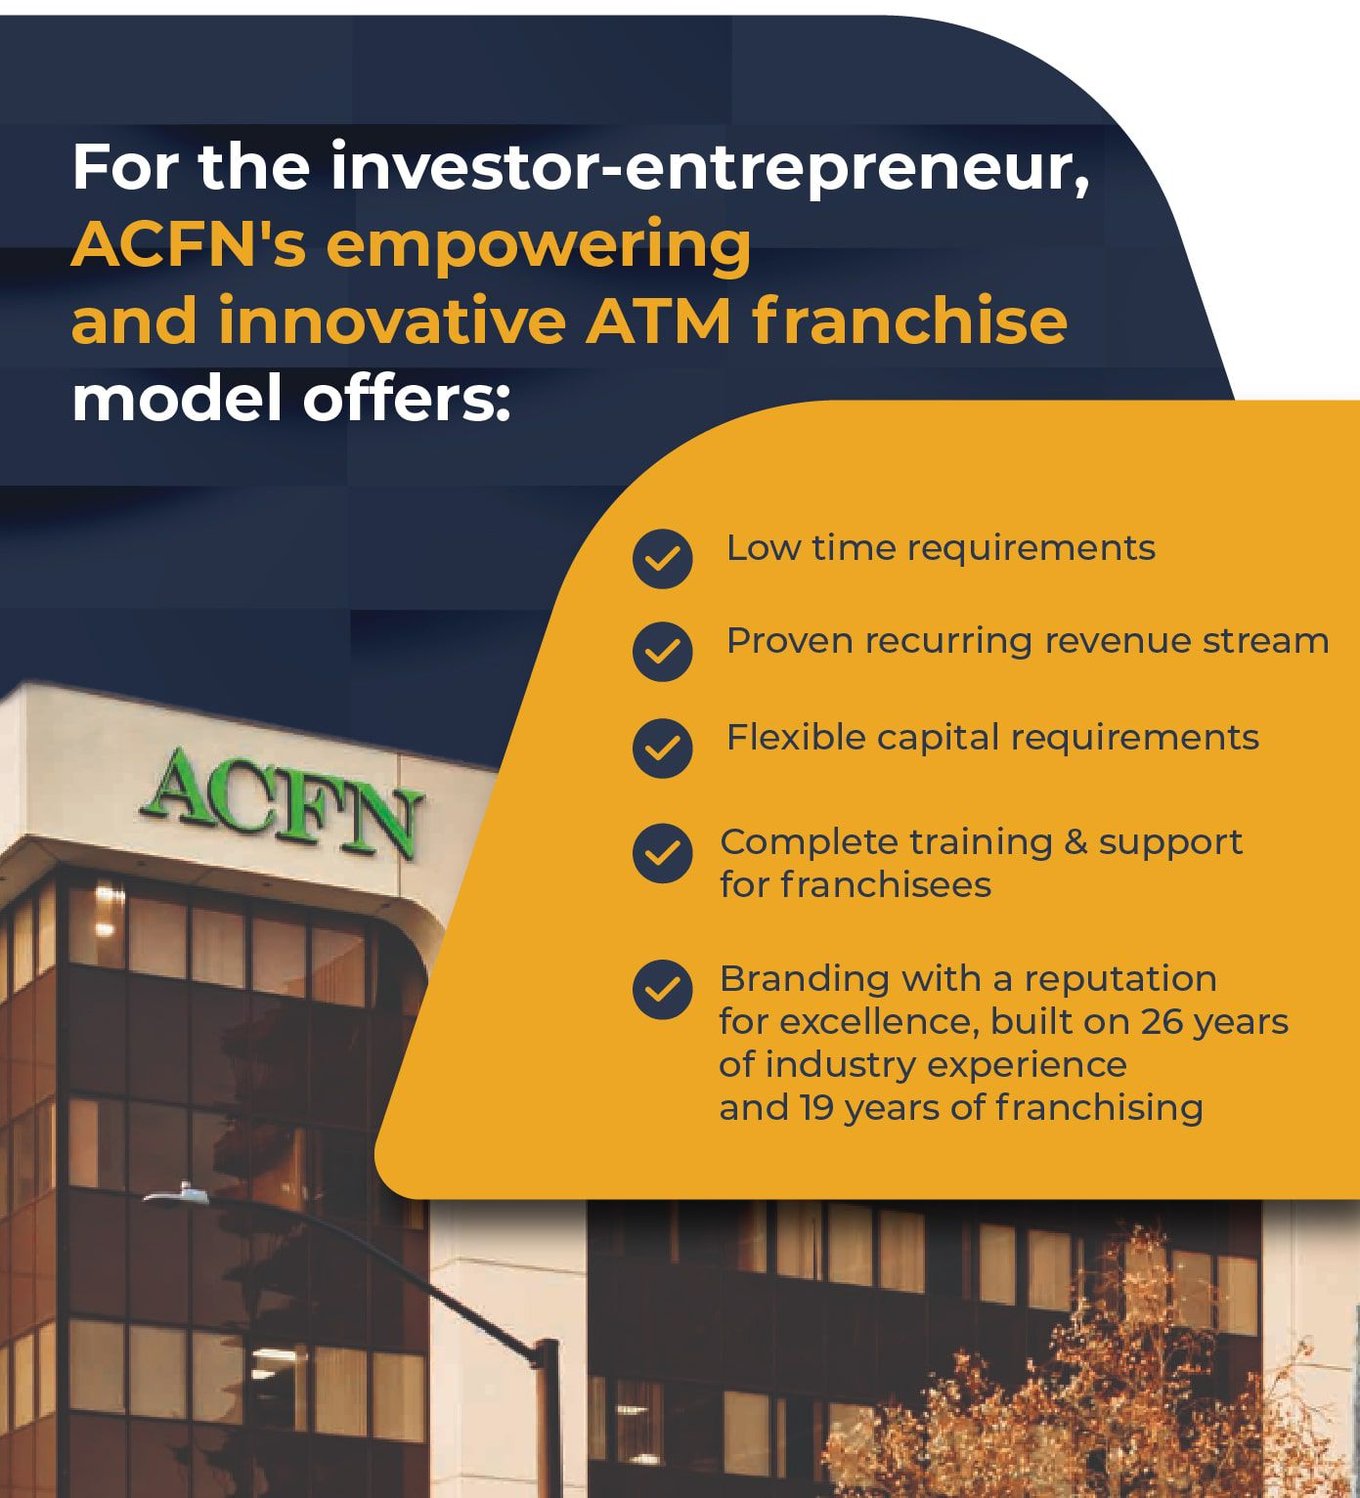 For the investor-entrepreneur,
ACFN's empowering
and innovative ATM franchise
model offers:
Low time requirements
Proven recurring revenue stream
Flexible capital requirements
Complete training & support
for franchisees
Branding with a reputation
for excellence, built on 26 years
of industry experience
and 19 years of franchising
ACFN